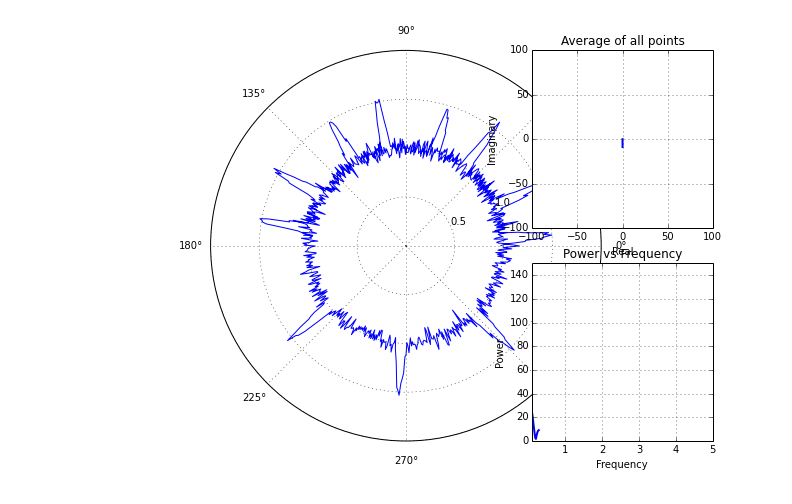 90°
135°
180°
225°
270°
0°
0.5
1.0
Average of all points
100
50
0
−50
−100
Imaginary
−100 −50 0 50 100
Real
Power vs Frequency
140
120
100
80
60
40
20
0
Power
1 2 3 4 5
Frequency